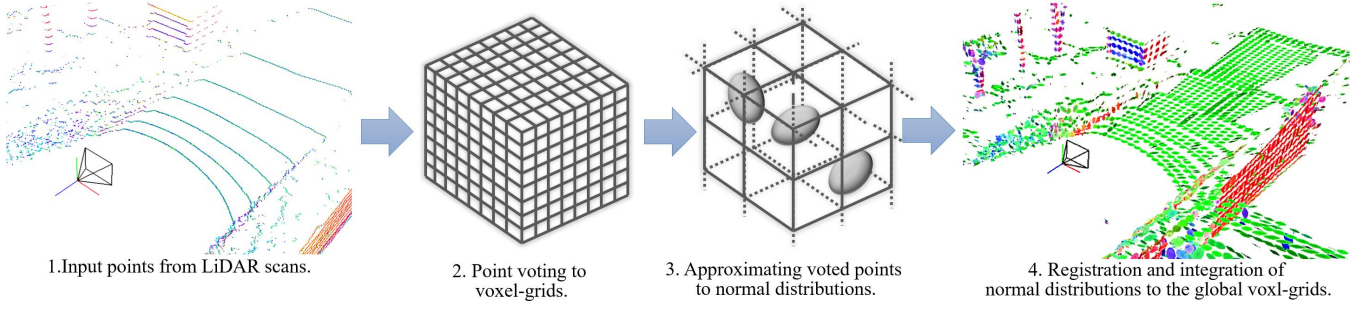 1.Input points from LiDAR scans.
2. Point voting to
voxel-grids.
3. Approximating voted points
to normal distributions.
4. Registration and integration of
normal distributions to the global voxl-grids.